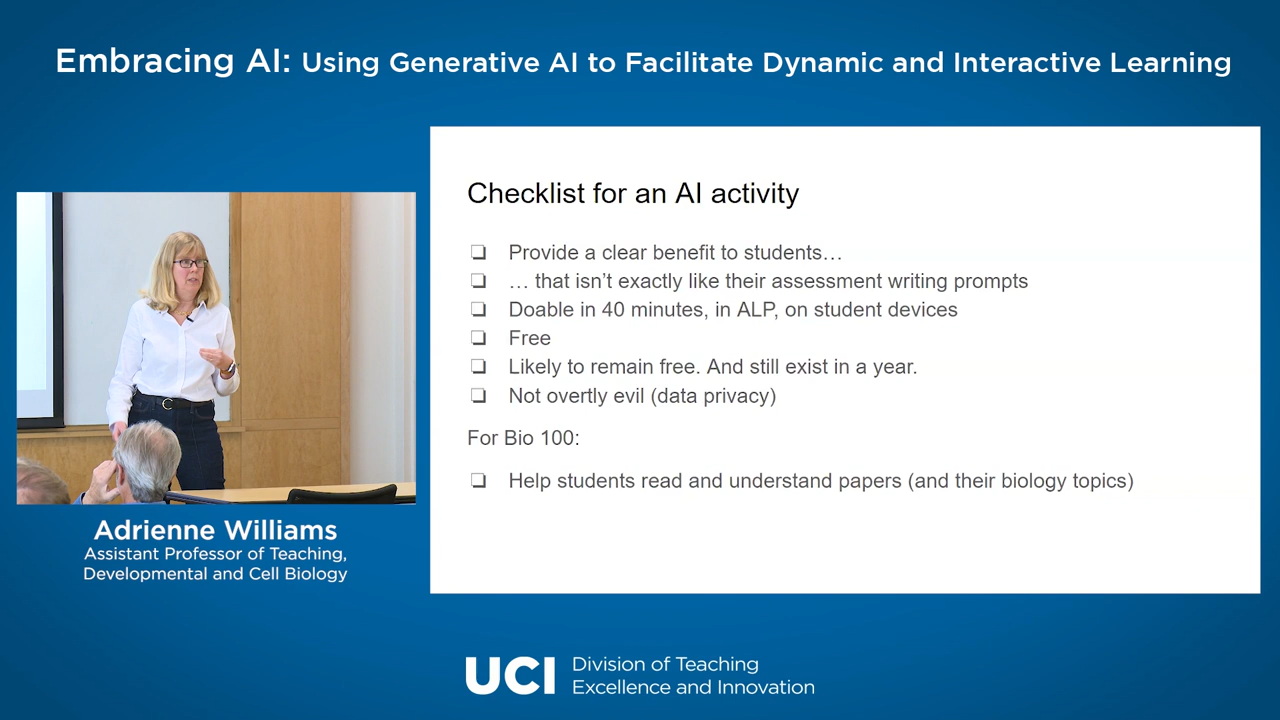 Embracing AI: Using Generative AI to Facilitate Dynamic and Interactive Learning
Checklist for an AI activity
Provide a clear benefit to students…
… that isn’t exactly like their assessment writing prompts
Doable in 40 minutes, in ALP, on student devices
Free
Likely to remain free. And still exist in a year.
Not overtly evil (data privacy)
For Bio 100:
Help students read and understand papers (and their biology topics)
Adrienne Williams
Assistant Professor of Teaching,
Developmental and Cell Biology
UCI
Division of Teaching
Excellence and Innovation